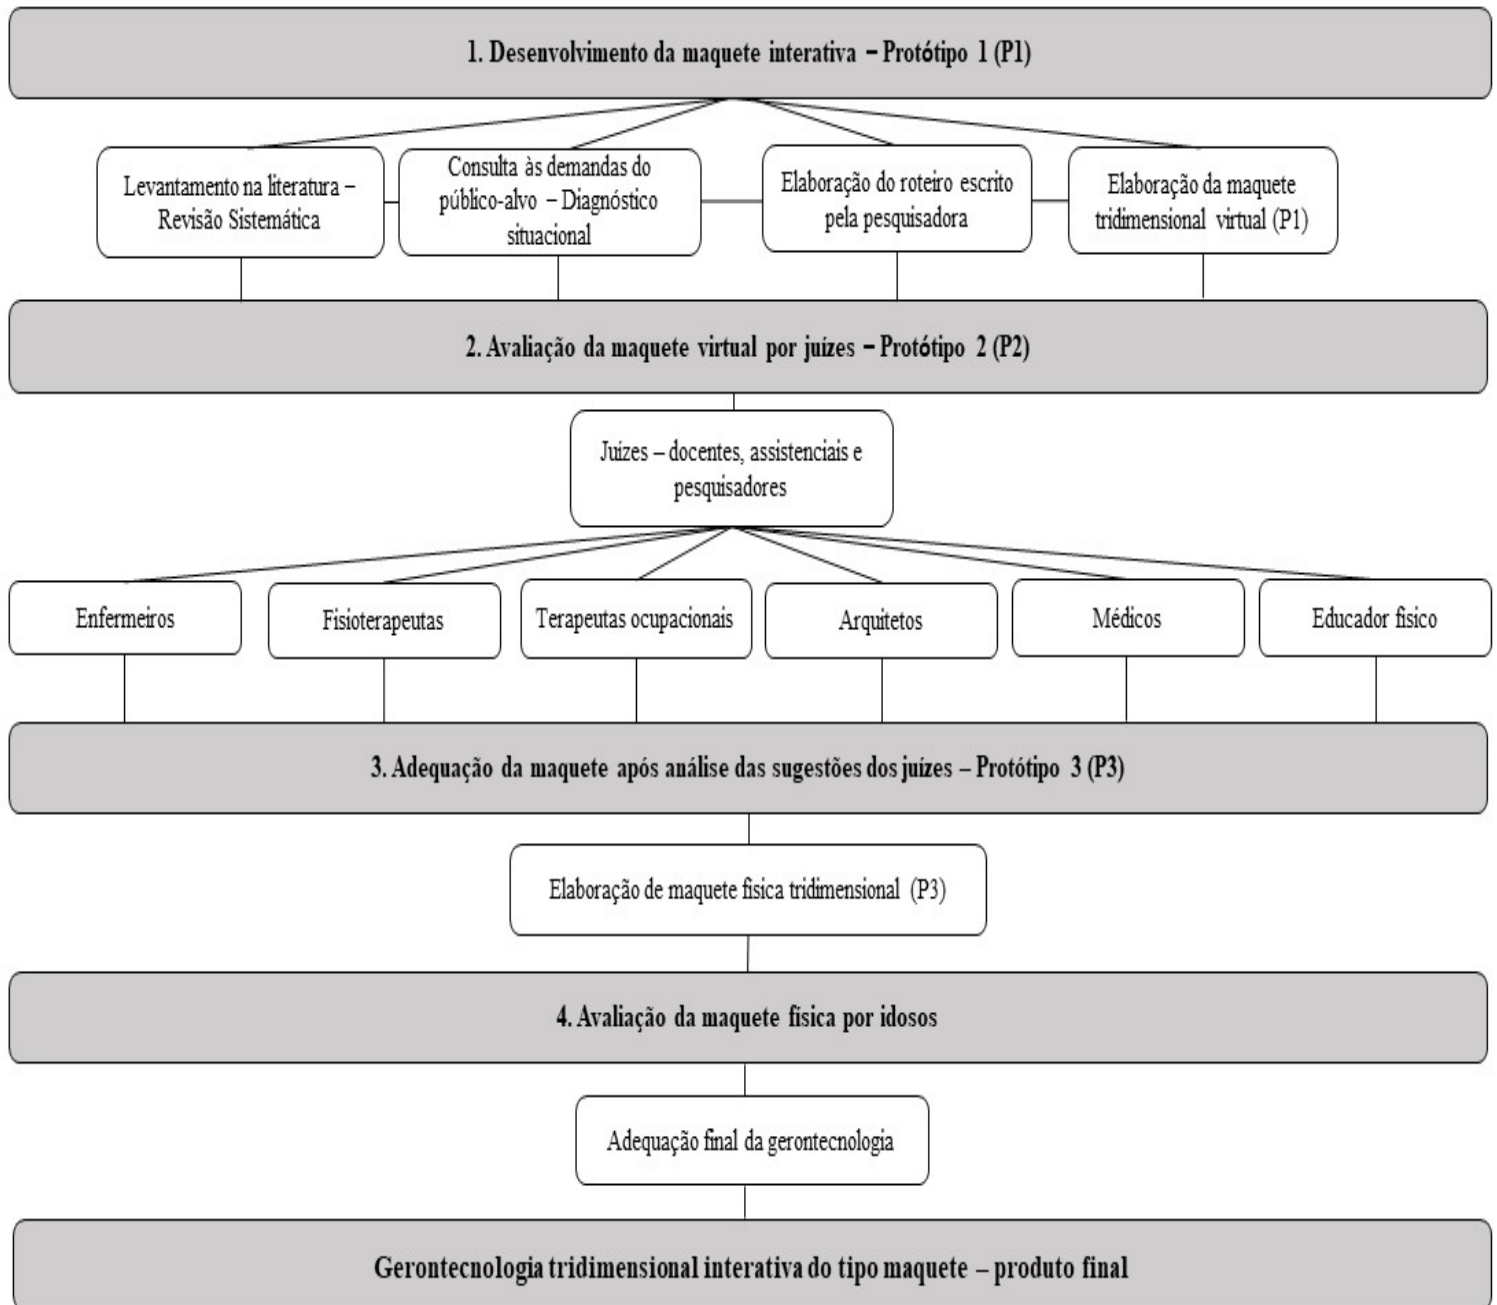 1. Desenvolvimento da maquete interativa – Protótipo 1 (P1)
Levantamento na literatura –
Revisão Sistemática
Consulta às demandas do
público-alvo – Diagnóstico
situacional
Elaboração do roteiro escrito
pela pesquisadora
Elaboração da maquete
tridimensional virtual (P1)
2. Avaliação da maquete virtual por juízes – Protótipo 2 (P2)
Juízes – docentes, assistenciais e
pesquisadores
Enfermeiros
Fisioterapeutas
Terapeutas ocupacionais
Arquitetos
Médicos
Educador físico
3. Adequação da maquete após análise das sugestões dos juízes – Protótipo 3 (P3)
Elaboração de maquete física tridimensional (P3)
4. Avaliação da maquete física por idosos
Adequação final da gerontecnologia
Gerontecnologia tridimensional interativa do tipo maquete – produto final